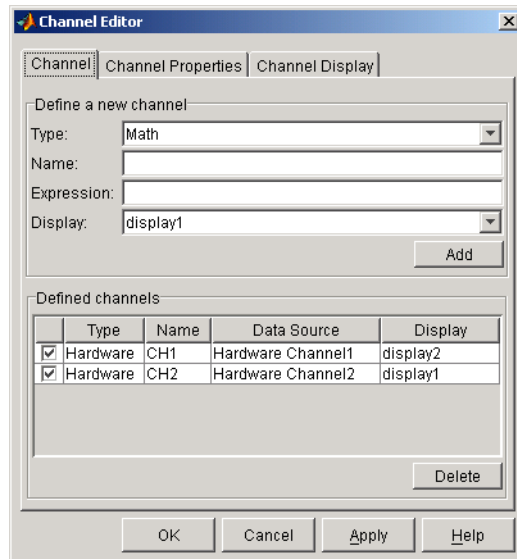 Channel Editor
Channel Channel Properties Channel Display
Define a new channel
Type: Math
Name:
Expression:
Display: display1
Add
Defined channels
Type Name Data Source Display
Hardware CH1 Hardware Channel1 display2
Hardware CH2 Hardware Channel2 display1
Delete
OK Cancel Apply Help